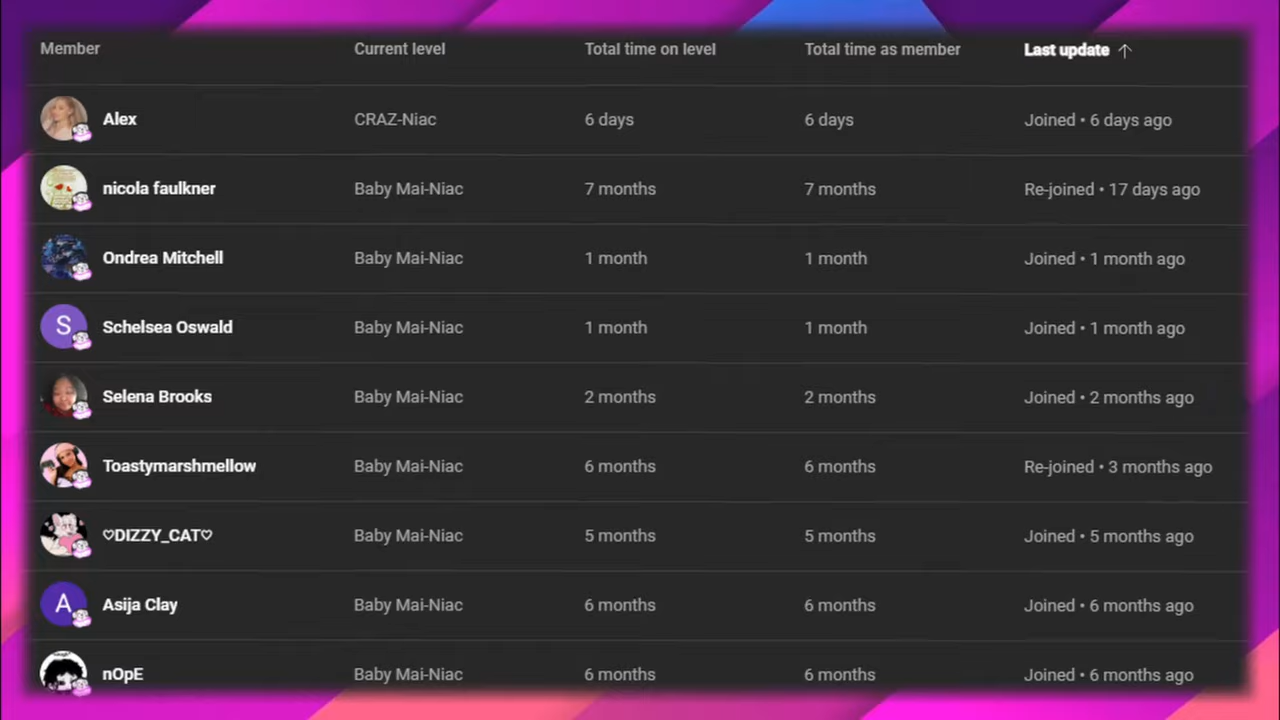 Member Current level Total time on level Total time as member Last update ↑
Alex CRAZ-Niac 6 days 6 days Joined • 6 days ago
nicola faulkner Baby Mai-Niac 7 months 7 months Re-joined • 17 days ago
Ondrea Mitchell Baby Mai-Niac 1 month 1 month Joined • 1 month ago
S Schelsea Oswald Baby Mai-Niac 1 month 1 month Joined • 1 month ago
Selena Brooks Baby Mai-Niac 2 months 2 months Joined • 2 months ago
Toastymarshmellow Baby Mai-Niac 6 months 6 months Re-joined • 3 months ago
♡DIZZY_CAT♡ Baby Mai-Niac 5 months 5 months Joined • 5 months ago
A Asija Clay Baby Mai-Niac 6 months 6 months Joined • 6 months ago
nOpE Baby Mai-Niac 6 months 6 months Joined • 6 months ago